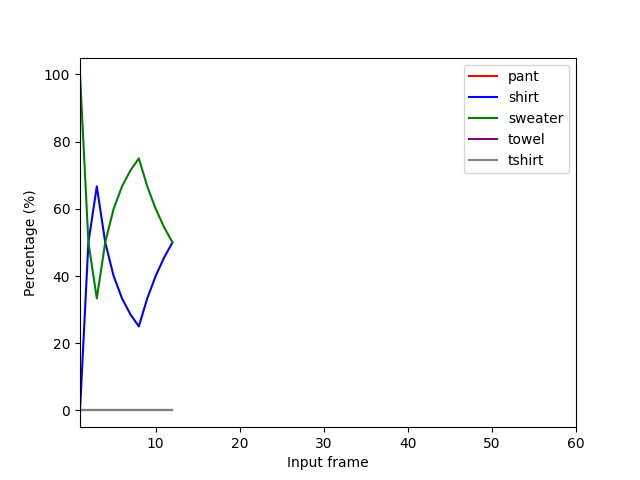 Percentage (%)
100
80
60
40
20
0
pant
shirt
sweater
towel
tshirt
10 20 30 40 50 60
Input frame